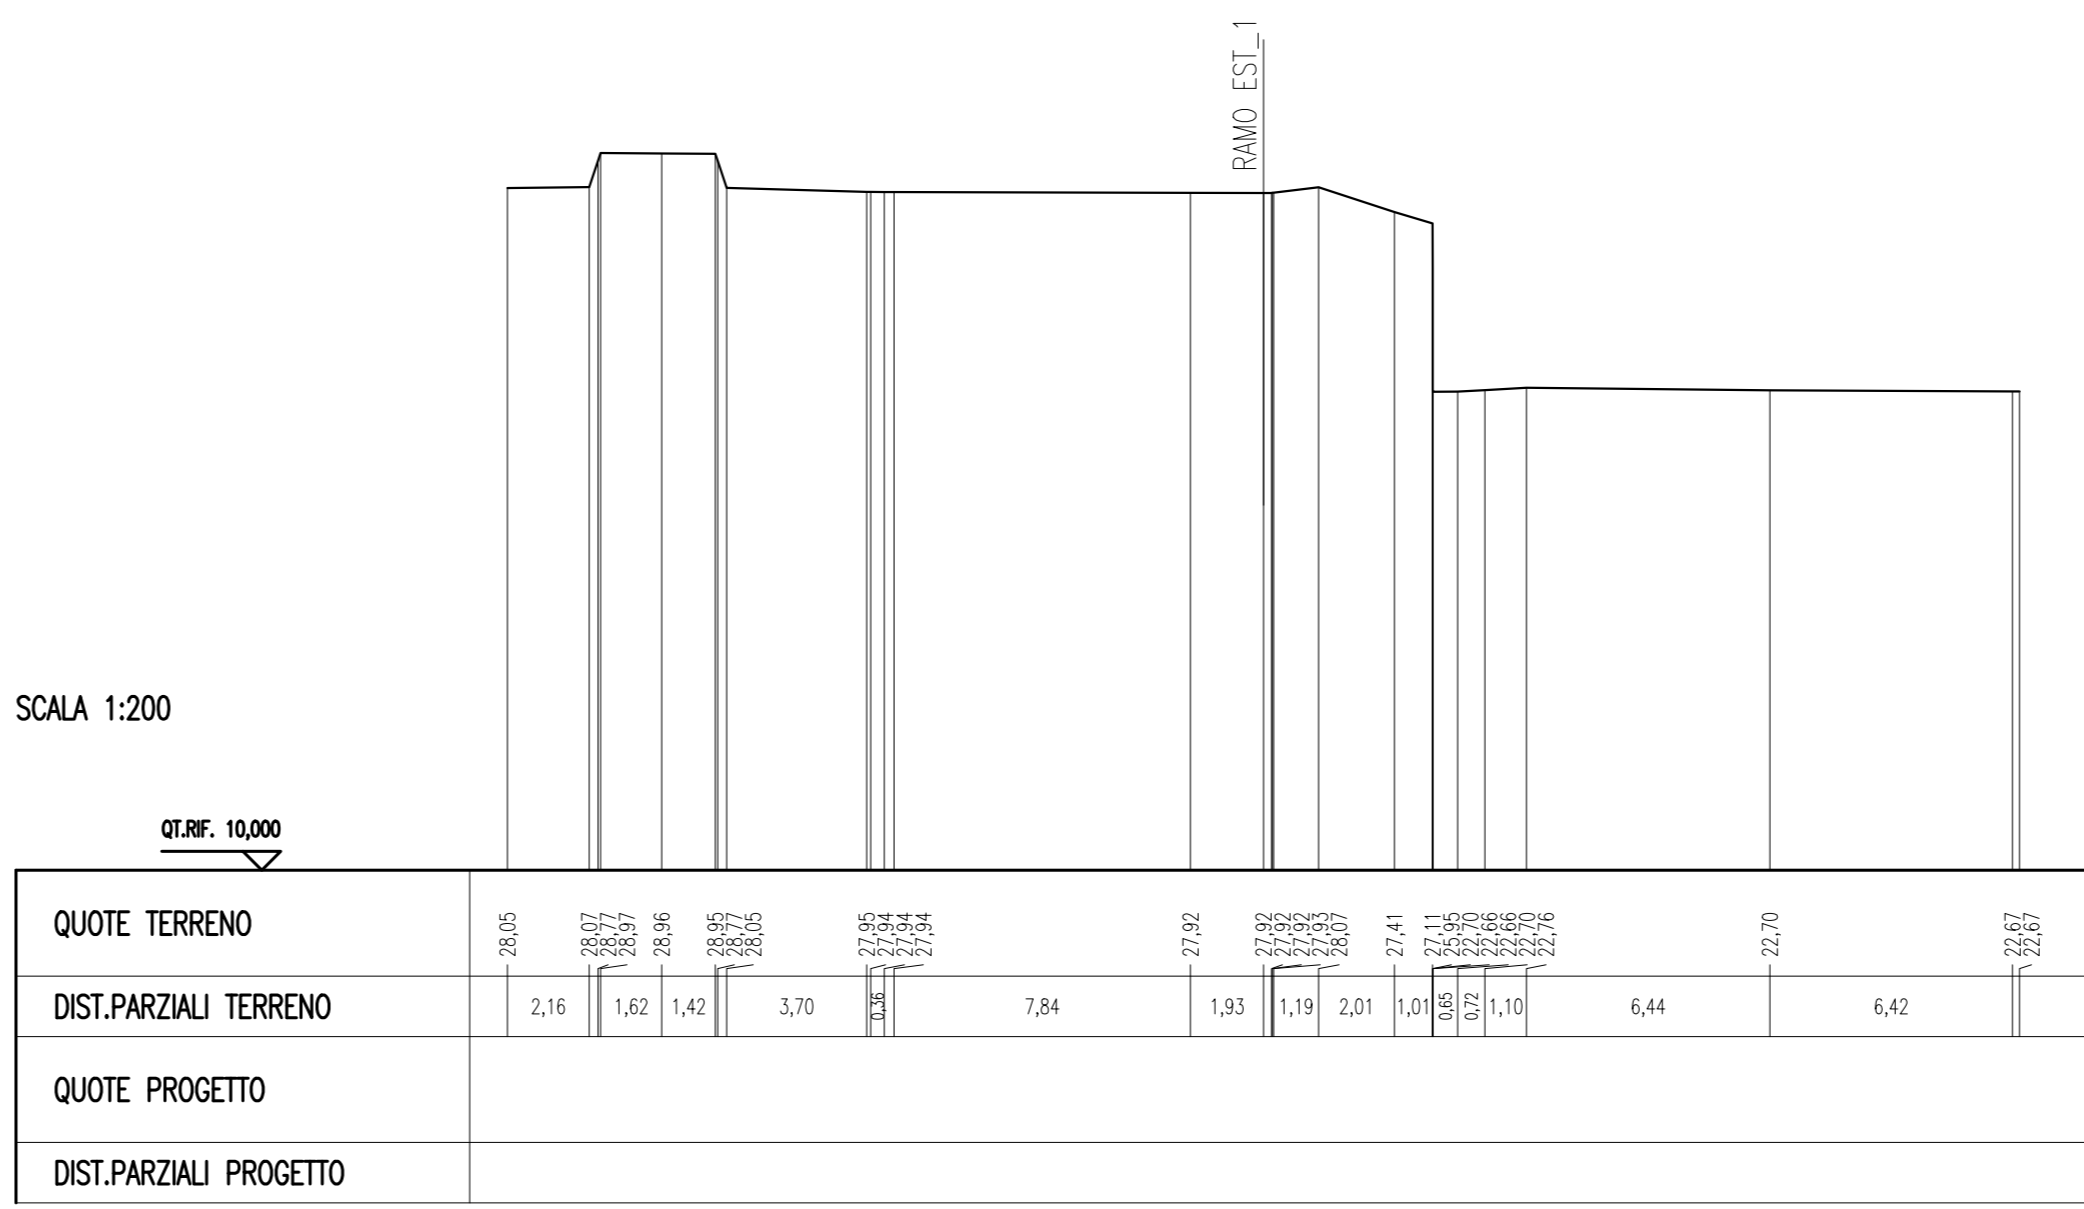 RAMO EST_1
SCALA 1:200
QT.RIF. 10,000
QUOTE TERRENO
28,05 28,07 28,77 28,97 28,96 28,95 28,77 28,05 27,95 27,94 27,94 27,94 27,92 27,92 27,92 27,92 27,93 28,07 27,41 27,11 25,95 22,70 22,66 22,66 22,70 22,76 22,70 22,67 22,67
DIST.PARZIALI TERRENO
2,16 1,62 1,42 3,70 0,36 7,84 1,93 1,19 2,01 1,01 0,65 0,72 1,10 6,44 6,42
QUOTE PROGETTO
DIST.PARZIALI PROGETTO